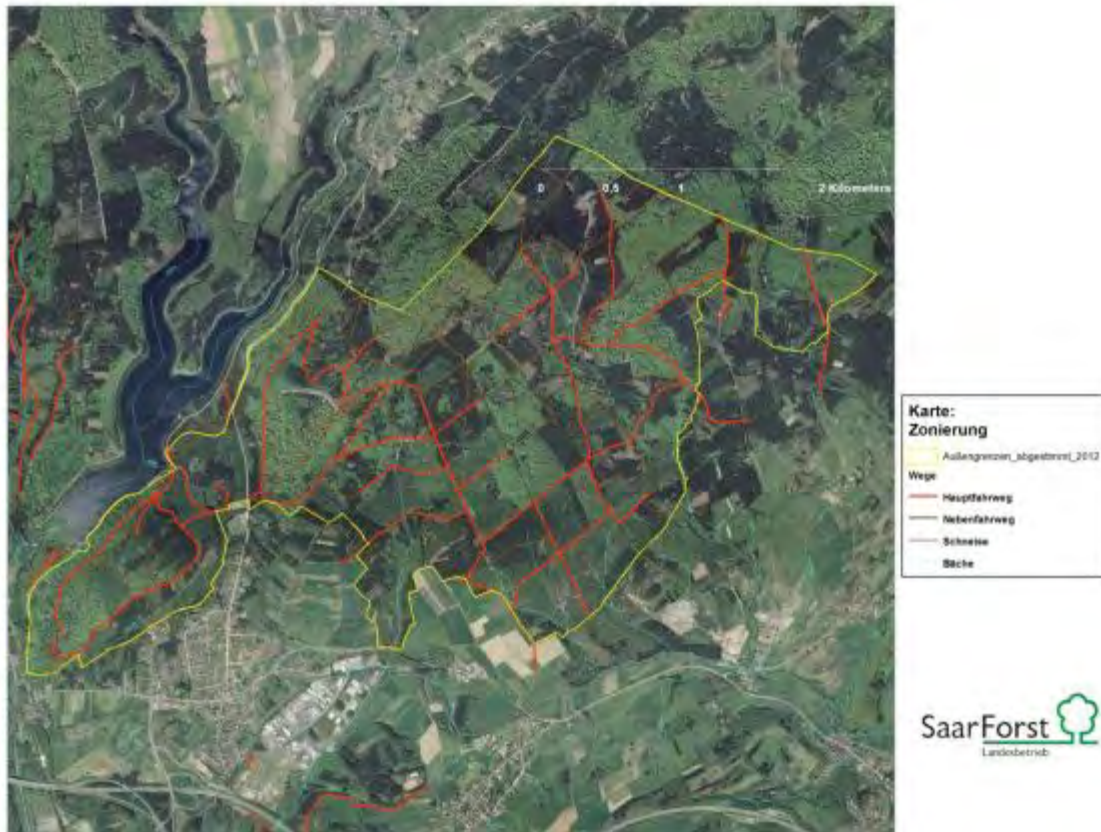 0 0,5 1 2 Kilometers
Karte:
Zonierung
Außengrenzen_abgestimmt_2012
Wege
Hauptfahrweg
Nebenfahrweg
Schneise
Bäche
SaarForst
Landesbetrieb